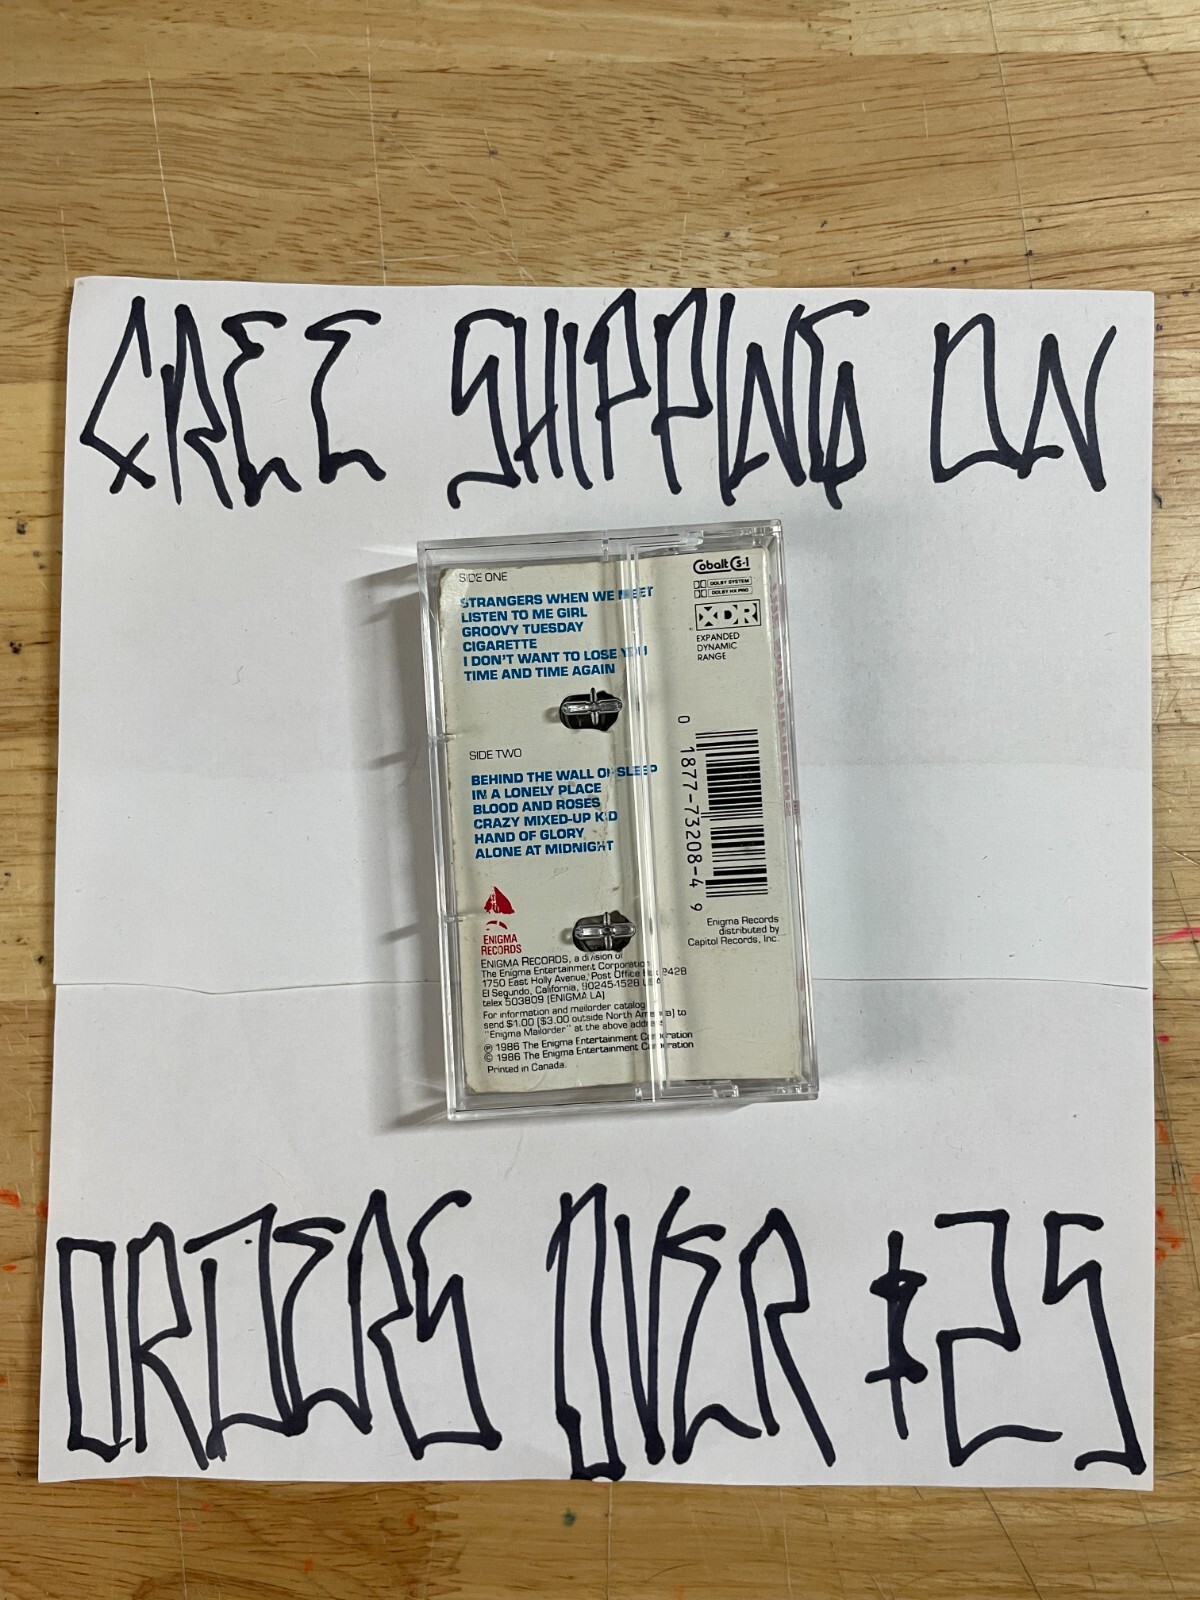 FREE SHIPPING ON
SIDE ONE
STRANGERS WHEN WE MEET
LISTEN TO ME GIRL
GROOVY TUESDAY
CIGARETTE
I DON'T WANT TO LOSE YOU
TIME AND TIME AGAIN
SIDE TWO
BEHIND THE WALL OF SLEEP
IN A LONELY PLACE
BLOOD AND ROSES
CRAZY MIXED-UP KID
HAND OF GLORY
ALONE AT MIDNIGHT
ENIGMA
RECORDS
ENIGMA RECORDS, a division of
The Enigma Entertainment Corporation
1750 East Holly Avenue, Post Office Box 2428
El Segundo, California, 90245-1528 USA
telex 503809 (ENIGMA LA)
For information and mailorder catalog
send $1.00 ($3.00 outside North America) to
"Enigma Mailorder" at the above address
℗ 1986 The Enigma Entertainment Corporation
© 1986 The Enigma Entertainment Corporation
Printed in Canada.
Cobalt Cs-1
DOLBY SYSTEM
DOLBY HX PRO
XDR
EXPANDED
DYNAMIC
RANGE
0 1877-73208-4 9
Enigma Records
distributed by
Capitol Records, Inc.
ORDERS OVER $25